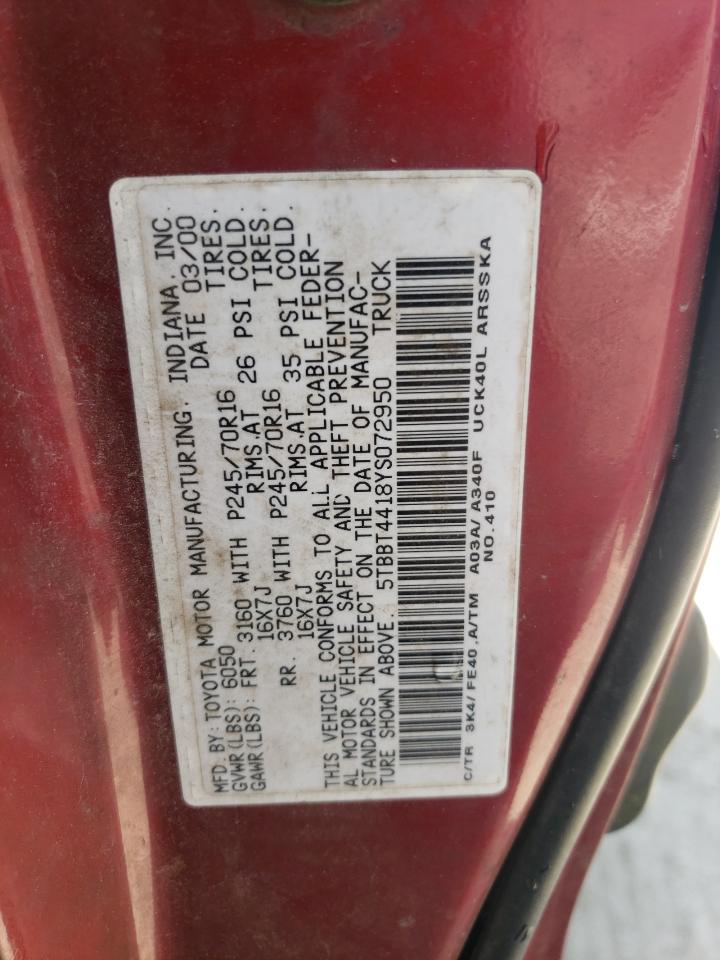 MFD. BY: TOYOTA MOTOR MANUFACTURING, INDIANA, INC.
GVWR(LBS): 6050 DATE 03/00
GAWR(LBS): FRT. 3160 WITH P245/70R16 TIRES.
16X7J RIMS.AT 26 PSI COLD.
RR. 3760 WITH P245/70R16 TIRES.
16X7J RIMS.AT 35 PSI COLD.
THIS VEHICLE CONFORMS TO ALL APPLICABLE FEDER-
AL MOTOR VEHICLE SAFETY AND THEFT PREVENTION
STANDARDS IN EFFECT ON THE DATE OF MANUFAC-
TURE SHOWN ABOVE. 5TBBT4418YS072950 TRUCK
C/TR 3K4/FE40 ,A/TM A03A/A340F UCK40L ARSSKA
NO.410